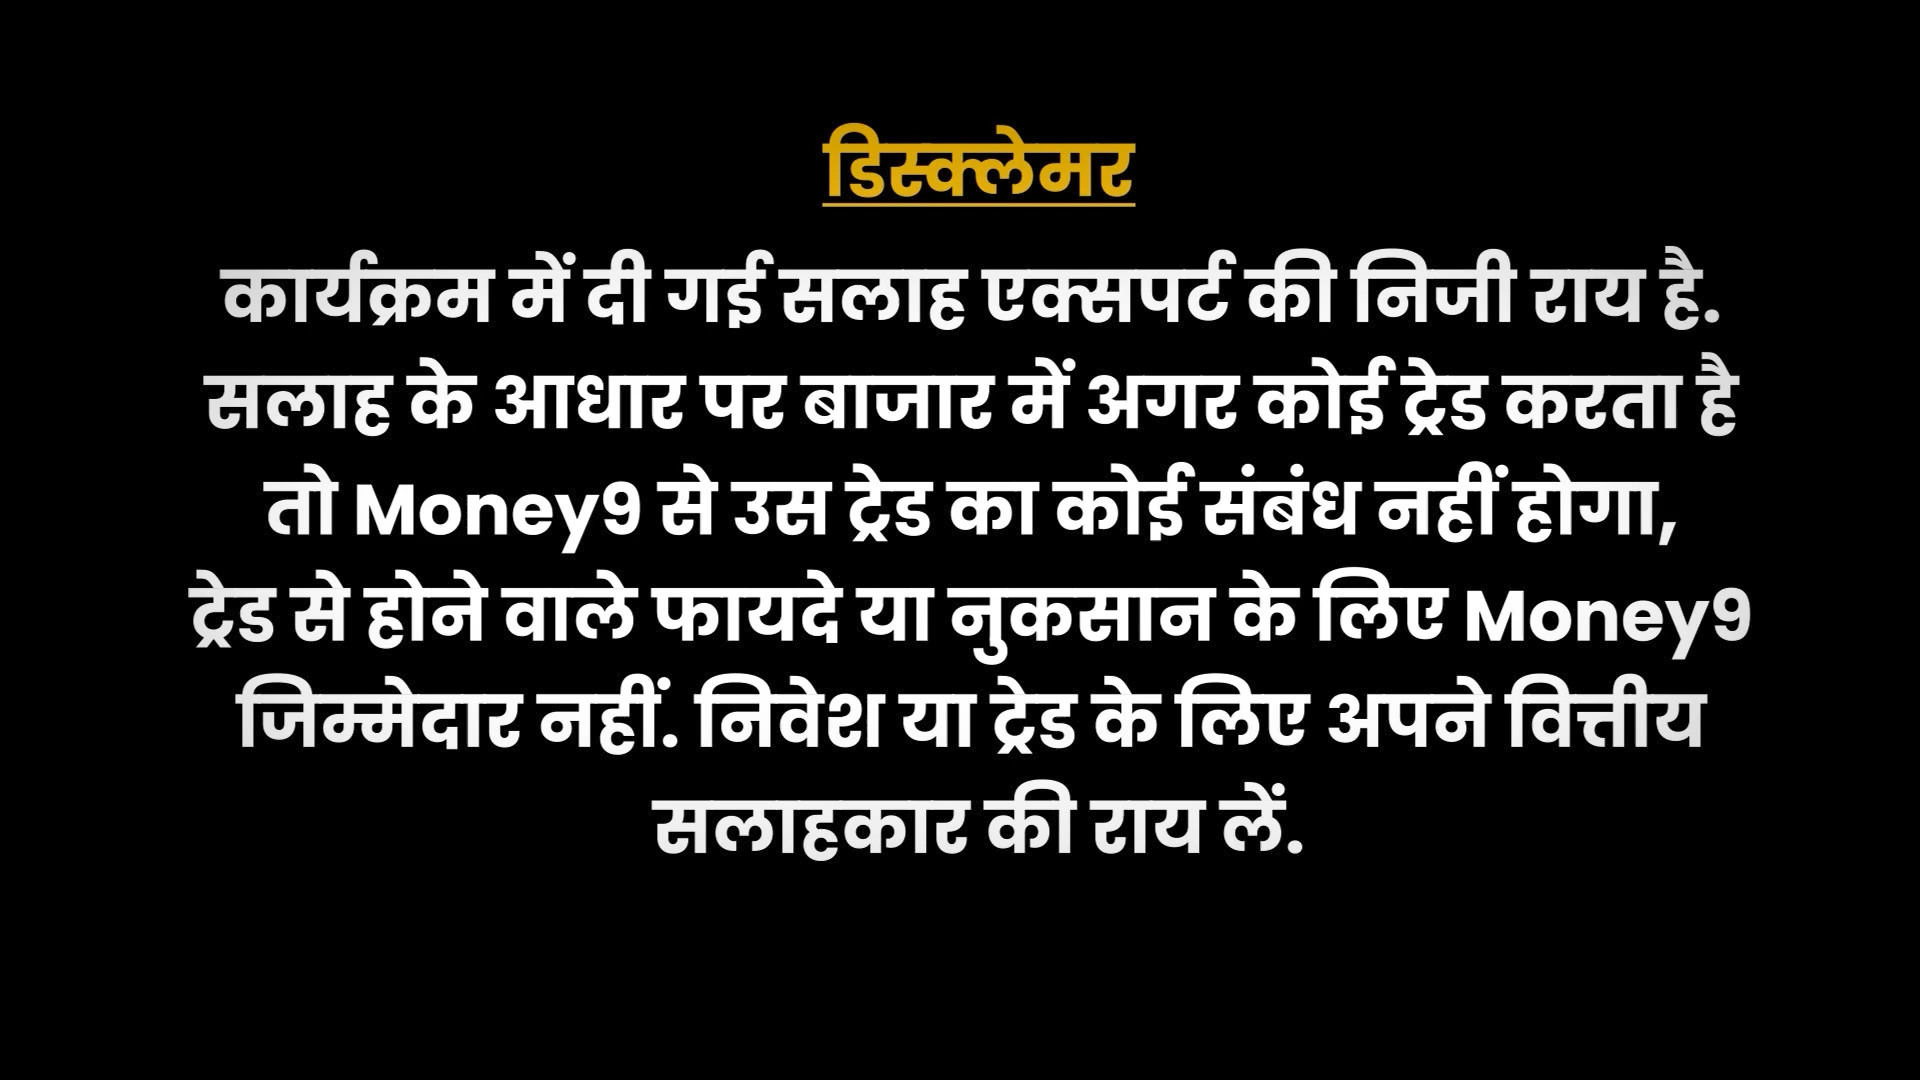 डिस्क्लेमर
कार्यक्रम में दी गई सलाह एक्सपर्ट की निजी राय है.
सलाह के आधार पर बाजार में अगर कोई ट्रेड करता है
तो Money9 से उस ट्रेड का कोई संबंध नहीं होगा,
ट्रेड से होने वाले फायदे या नुकसान के लिए Money9
जिम्मेदार नहीं. निवेश या ट्रेड के लिए अपने वित्तीय
सलाहकार की राय लें.